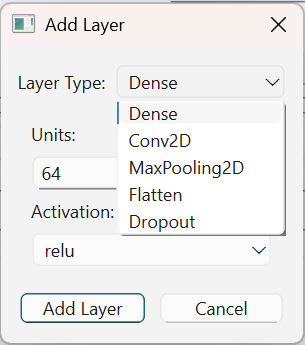 Add Layer
Layer Type: Dense
Dense
Conv2D
MaxPooling2D
Flatten
Dropout
Units:
64
Activation:
relu
Add Layer Cancel